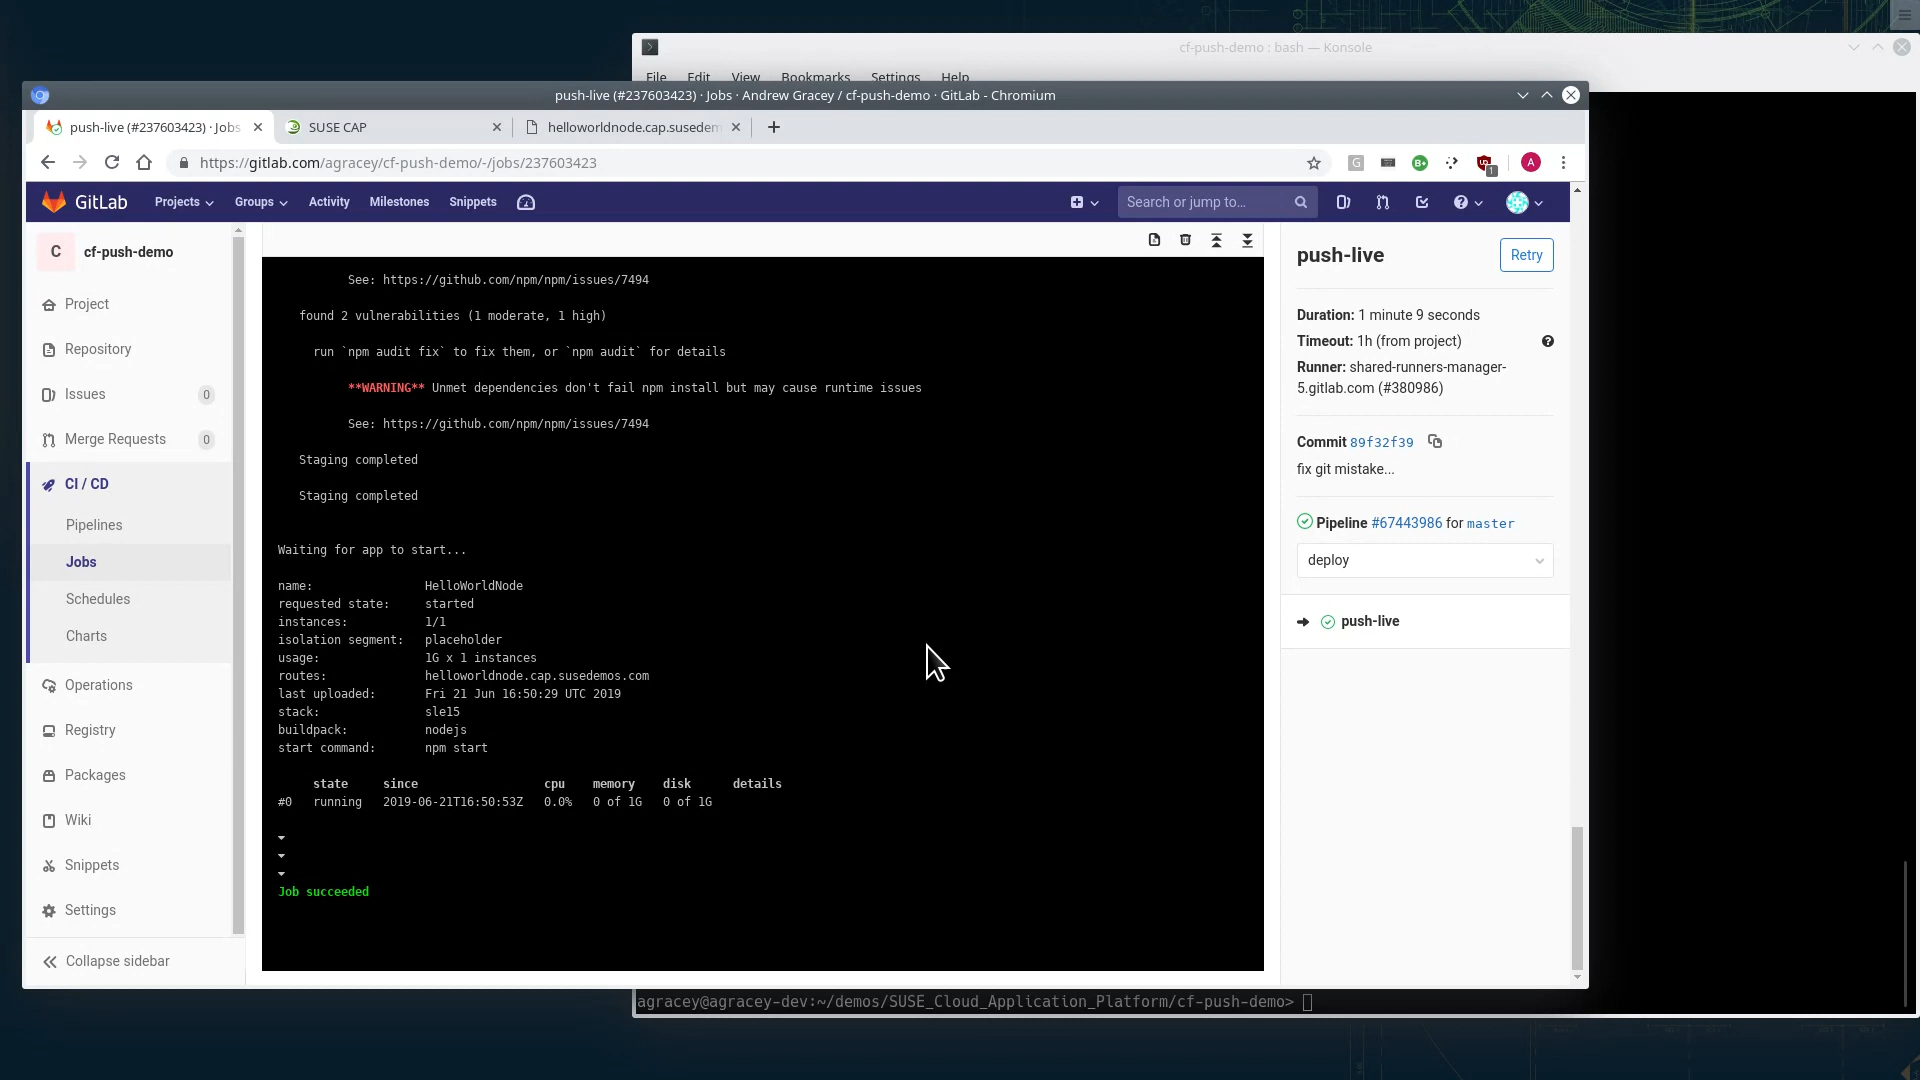 cf-push-demo : bash — Konsole
File Edit View Bookmarks Settings Help
push-live (#237603423) · Jobs · Andrew Gracey / cf-push-demo · GitLab - Chromium
push-live (#237603423) · Jobs
SUSE CAP
helloworldnode.cap.susedem
https://gitlab.com/agracey/cf-push-demo/-/jobs/237603423
G
B+
1
A
GitLab
Projects
Groups
Activity
Milestones
Snippets
Search or jump to...
C
cf-push-demo
Project
Repository
Issues 0
Merge Requests 0
CI / CD
Pipelines
Jobs
Schedules
Charts
Operations
Registry
Packages
Wiki
Snippets
Settings
Collapse sidebar
See: https://github.com/npm/npm/issues/7494
found 2 vulnerabilities (1 moderate, 1 high)
run `npm audit fix` to fix them, or `npm audit` for details
**WARNING** Unmet dependencies don't fail npm install but may cause runtime issues
See: https://github.com/npm/npm/issues/7494
Staging completed
Staging completed
Waiting for app to start...
name: HelloWorldNode
requested state: started
instances: 1/1
isolation segment: placeholder
usage: 1G x 1 instances
routes: helloworldnode.cap.susedemos.com
last uploaded: Fri 21 Jun 16:50:29 UTC 2019
stack: sle15
buildpack: nodejs
start command: npm start
state since cpu memory disk details
#0 running 2019-06-21T16:50:53Z 0.0% 0 of 1G 0 of 1G
Job succeeded
push-live
Retry
Duration: 1 minute 9 seconds
Timeout: 1h (from project)
Runner: shared-runners-manager-
5.gitlab.com (#380986)
Commit 89f32f39
fix git mistake...
Pipeline #67443986 for master
deploy
push-live
agracey@agracey-dev:~/demos/SUSE_Cloud_Application_Platform/cf-push-demo>